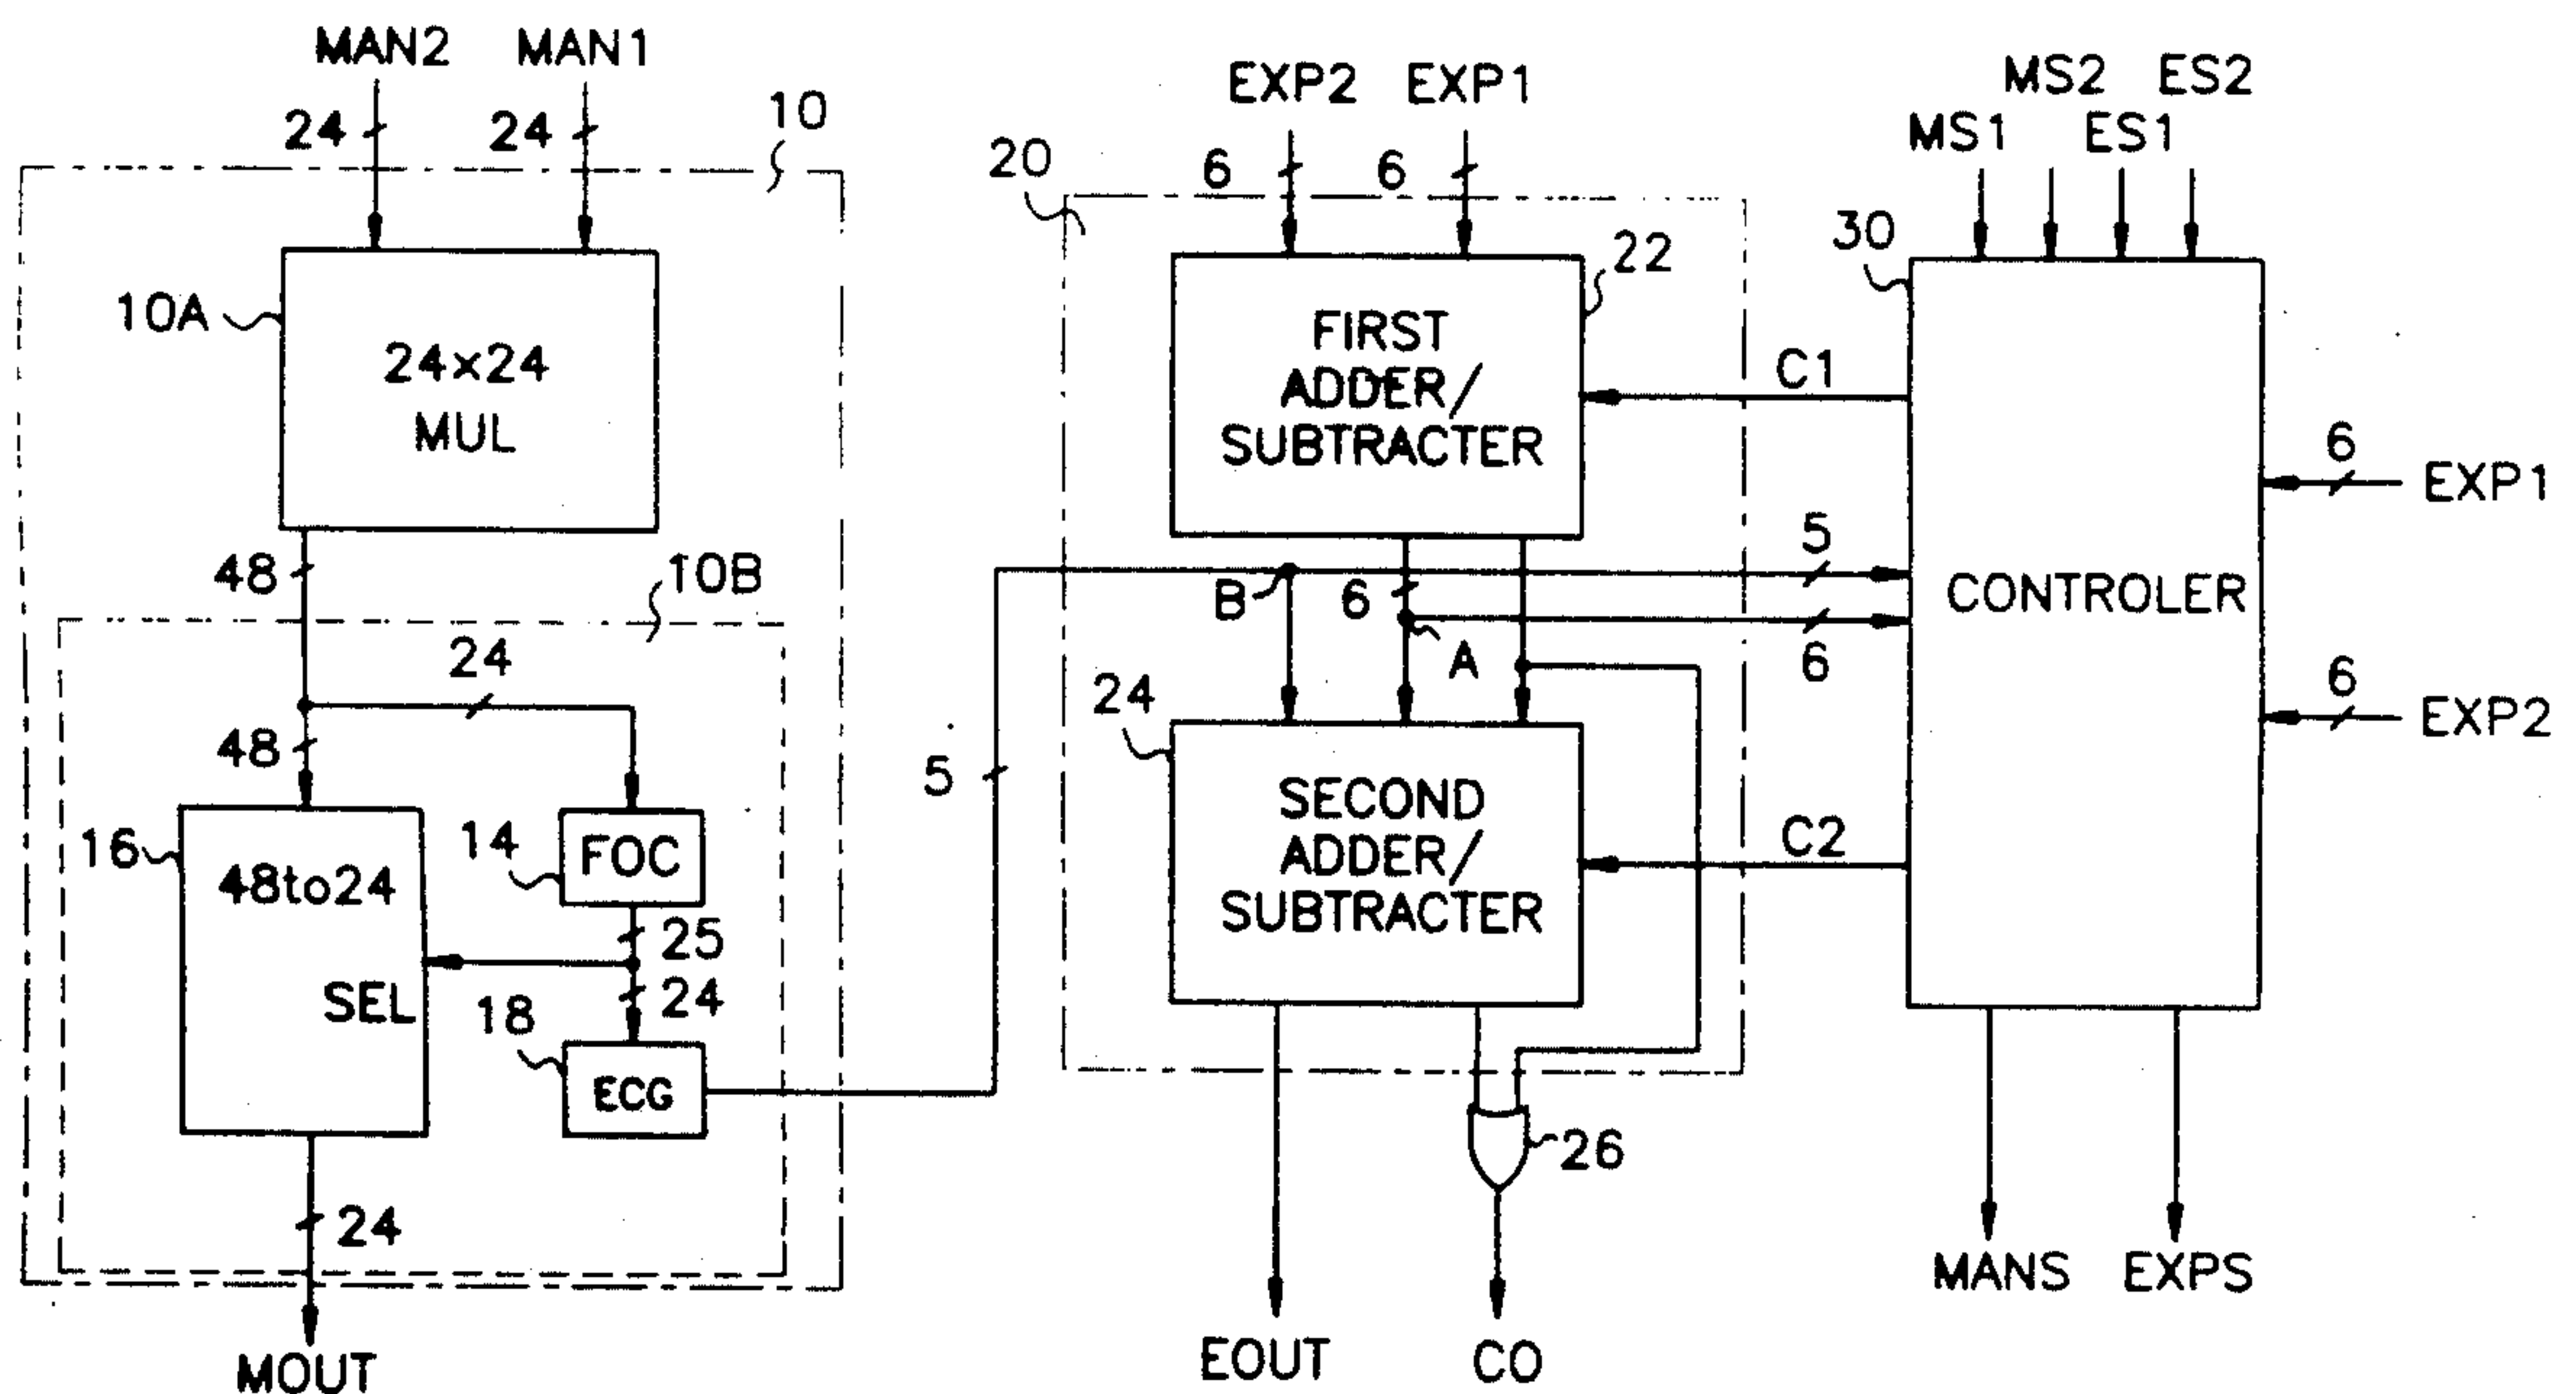 MAN2 MAN1
24 24
10
10A
24x24
MUL
48
10B
24
48
16
48to24
SEL
14
FOC
25
24
18
ECG
24
MOUT
5
EXP2 EXP1
6 6
20
22
FIRST
ADDER/
SUBTRACTER
C1
B
6
A
5
6
24
SECOND
ADDER/
SUBTRACTER
C2
26
EOUT CO
MS2 ES2
MS1 ES1
30
CONTROLER
6
EXP1
6
EXP2
MANS EXPS